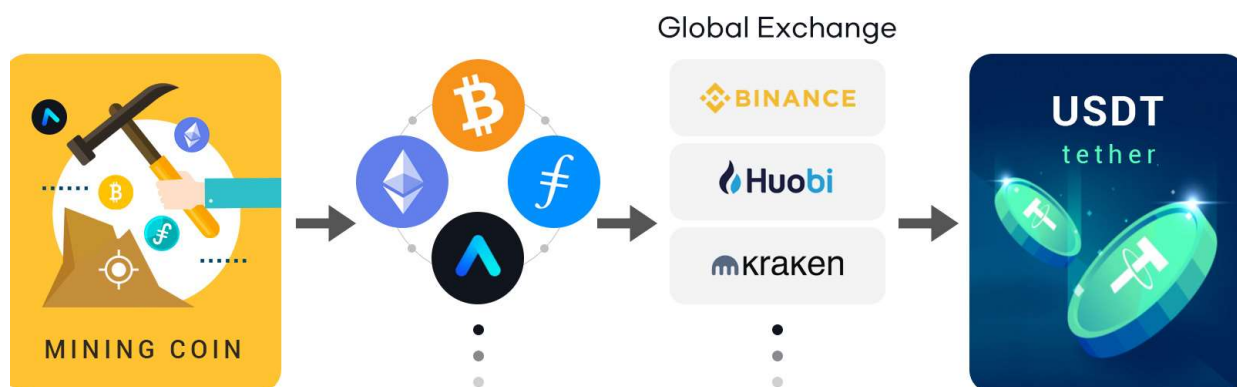 Global Exchange
MINING COIN
BINANCE
Huobi
kraken
USDT
tether